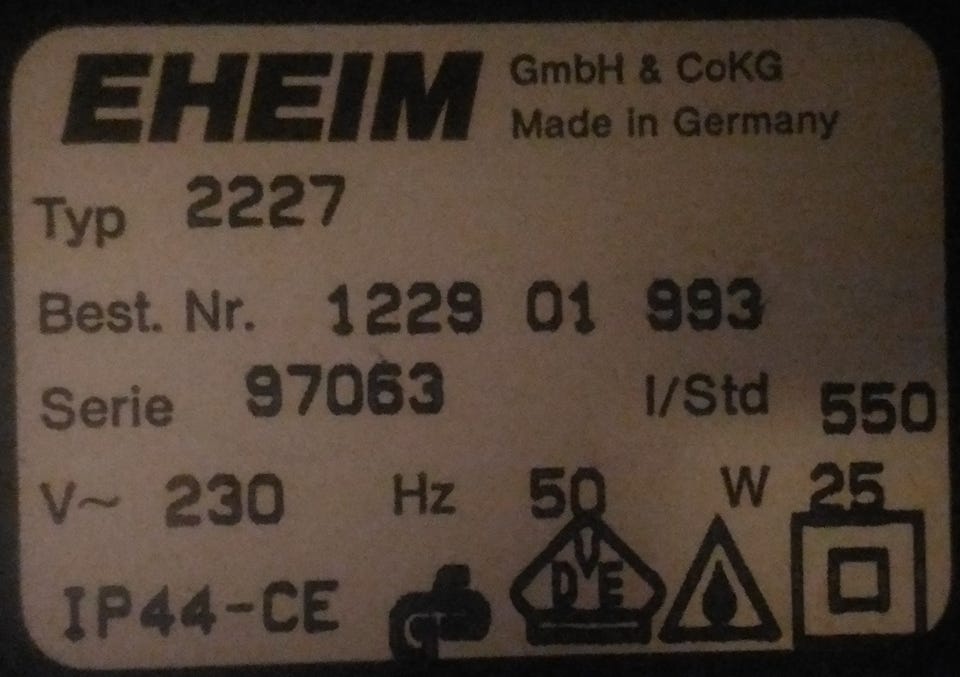 EHEIM GmbH & CoKG
Made in Germany
Typ 2227
Best. Nr. 1229 01 993
Serie 97063 l/Std 550
V~ 230 Hz 50 W 25
IP44-CE DVE